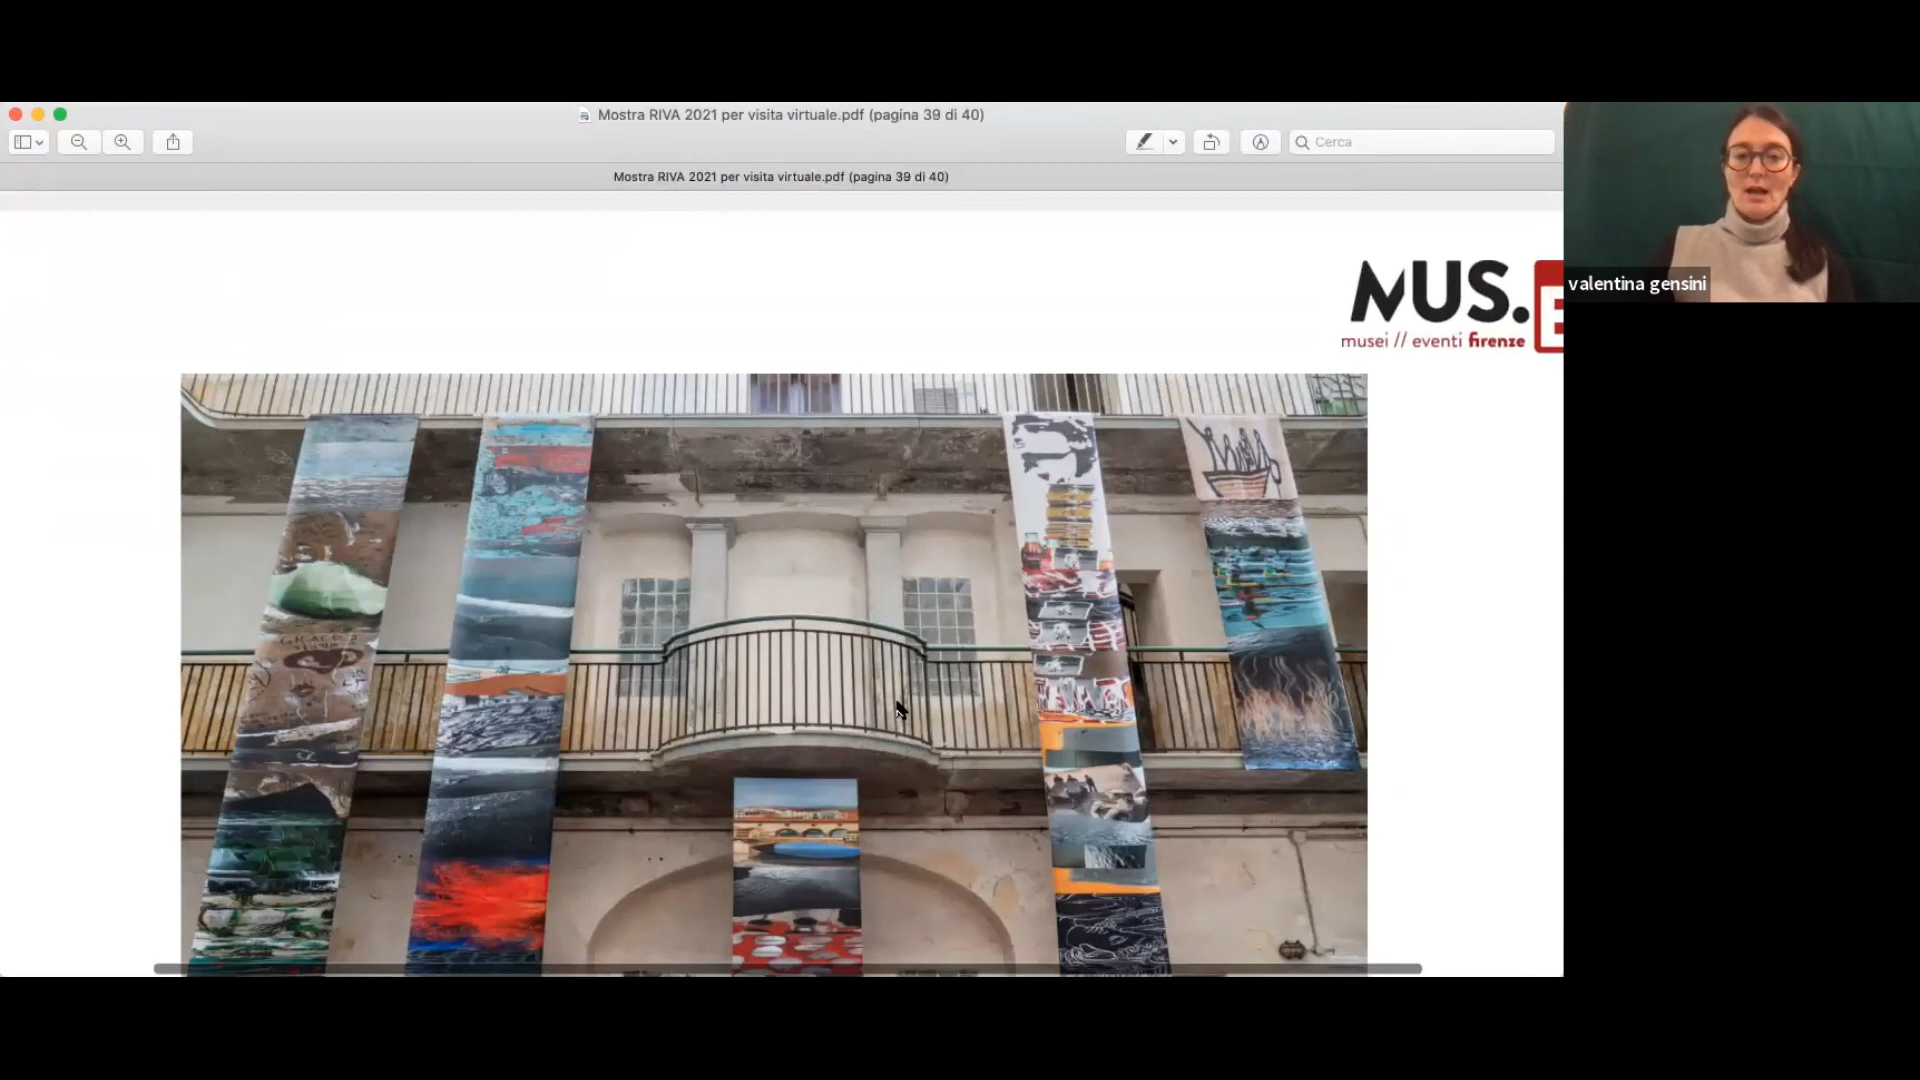 Mostra RIVA 2021 per visita virtuale.pdf (pagina 39 di 40)
Cerca
Mostra RIVA 2021 per visita virtuale.pdf (pagina 39 di 40)
MUS.E
musei // eventi firenze
valentina gensini